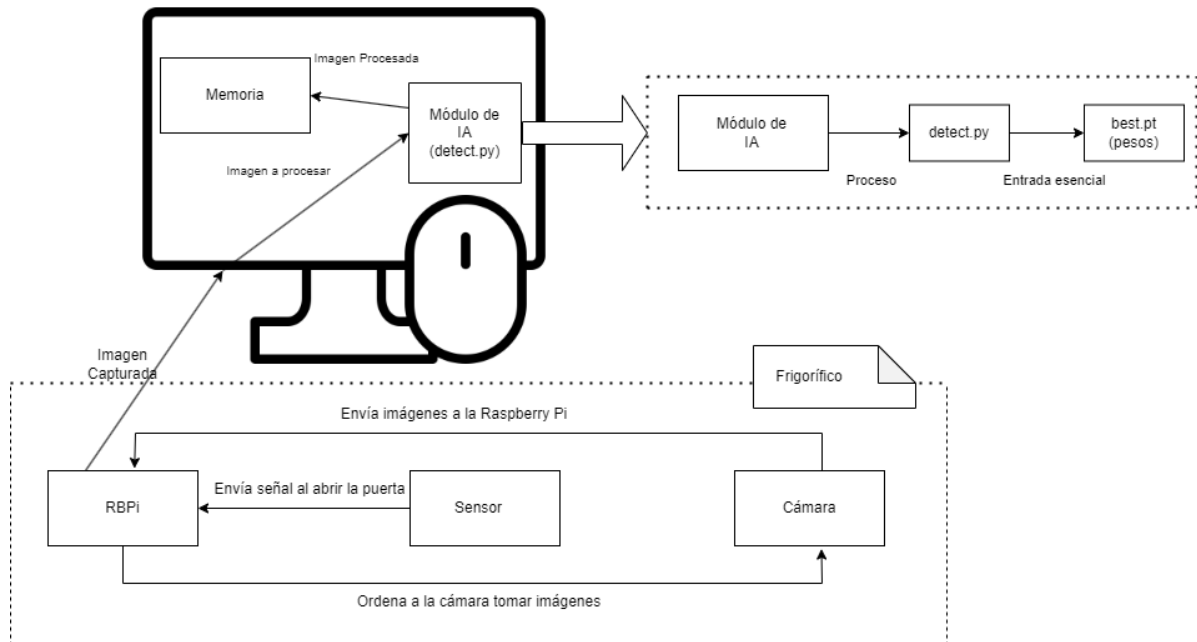 Imagen Procesada
Memoria
Módulo de
IA
(detect.py)
Imagen a procesar
Módulo de
IA
detect.py
best.pt
(pesos)
Proceso
Entrada esencial
Imagen
Capturada
Frigorífico
Envía imágenes a la Raspberry Pi
RBPi
Envía señal al abrir la puerta
Sensor
Cámara
Ordena a la cámara tomar imágenes